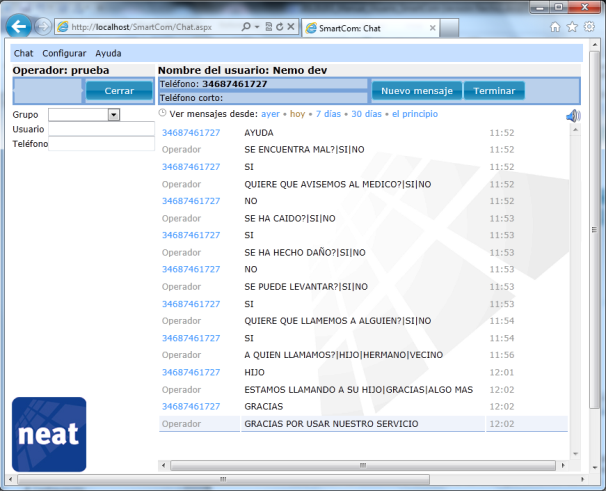 http://localhost/SmartCom/Chat.aspx
SmartCom: Chat
Chat Configurar Ayuda
Operador: prueba
Nombre del usuario: Nemo dev
Cerrar
Teléfono: 34687461727
Teléfono corto:
Nuevo mensaje
Terminar
Grupo
Usuario
Teléfono
Ver mensajes desde: ayer • hoy • 7 días • 30 días • el principio
34687461727 AYUDA 11:52
Operador SE ENCUENTRA MAL?|SI|NO 11:52
34687461727 SI 11:52
Operador QUIERE QUE AVISEMOS AL MEDICO?|SI|NO 11:52
34687461727 NO 11:52
Operador SE HA CAIDO?|SI|NO 11:53
34687461727 SI 11:53
Operador SE HA HECHO DAÑO?|SI|NO 11:53
34687461727 NO 11:53
Operador SE PUEDE LEVANTAR?|SI|NO 11:53
34687461727 SI 11:53
Operador QUIERE QUE LLAMEMOS A ALGUIEN?|SI|NO 11:54
34687461727 SI 11:54
Operador A QUIEN LLAMAMOS?|HIJO|HERMANO|VECINO 11:56
34687461727 HIJO 12:01
Operador ESTAMOS LLAMANDO A SU HIJO|GRACIAS|ALGO MAS 12:02
34687461727 GRACIAS 12:02
Operador GRACIAS POR USAR NUESTRO SERVICIO 12:02
neat